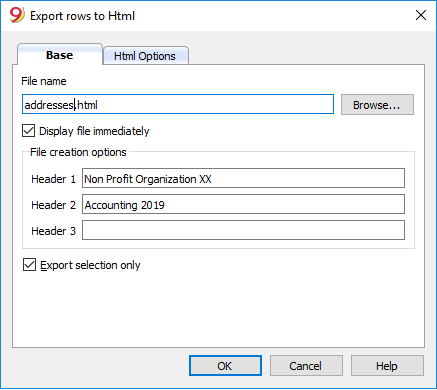 9 Export rows to Html
Base Html Options
File name
addresses.html Browse...
Display file immediately
File creation options
Header 1 Non Profit Organization XX
Header 2 Accounting 2019
Header 3
Export selection only
OK Cancel Help